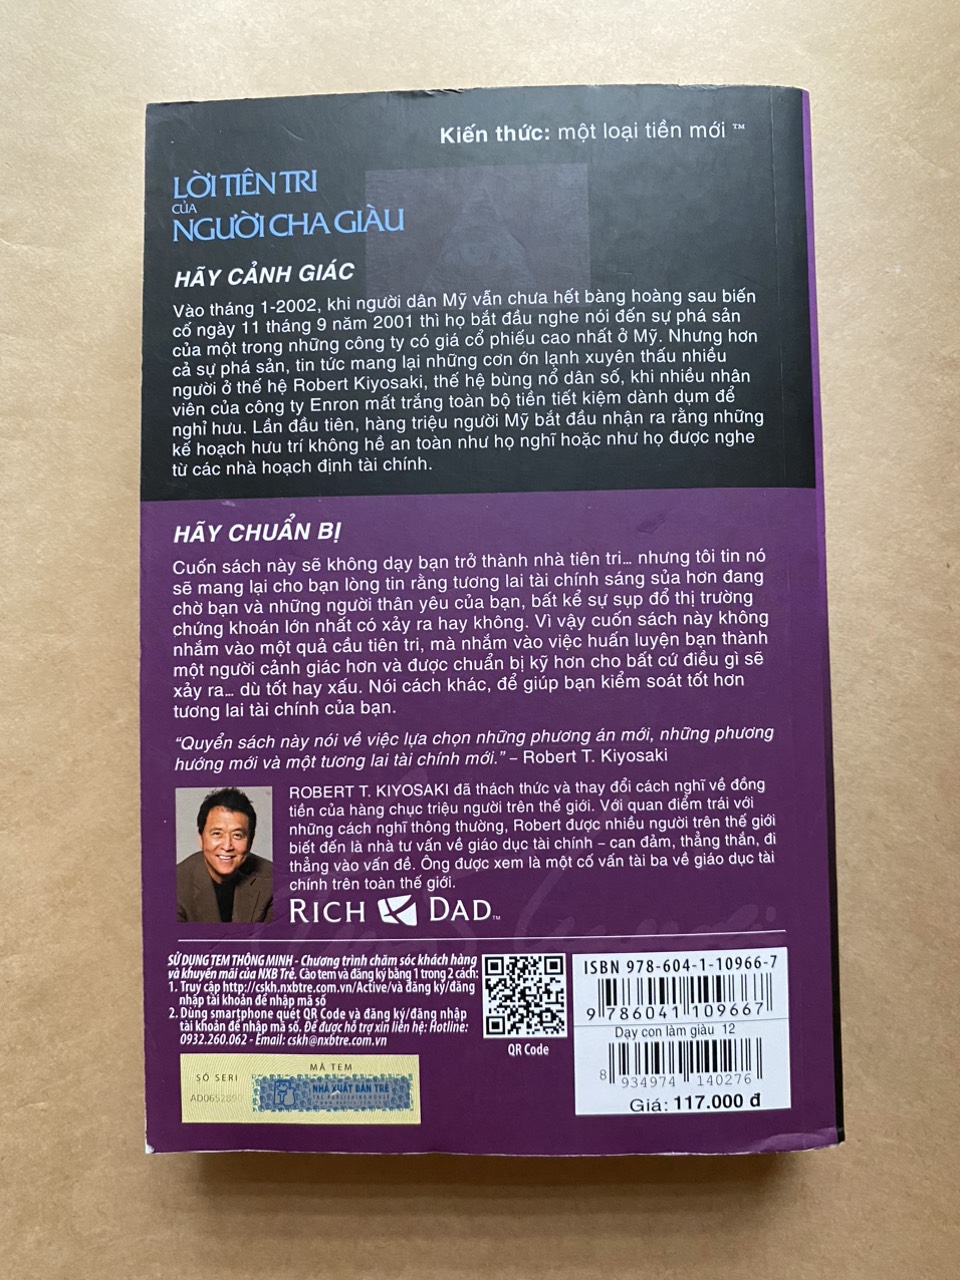 Kiến thức: một loại tiền mới ™
LỜI TIÊN TRI
CỦA
NGƯỜI CHA GIÀU
HÃY CẢNH GIÁC
Vào tháng 1-2002, khi người dân Mỹ vẫn chưa hết bàng hoàng sau biến
cố ngày 11 tháng 9 năm 2001 thì họ bắt đầu nghe nói đến sự phá sản
của một trong những công ty có giá cổ phiếu cao nhất ở Mỹ. Nhưng hơn
cả sự phá sản, tin tức mang lại những cơn ớn lạnh xuyên thấu nhiều
người ở thế hệ Robert Kiyosaki, thế hệ bùng nổ dân số, khi nhiều nhân
viên của công ty Enron mất trắng toàn bộ tiền tiết kiệm dành dụm để
nghỉ hưu. Lần đầu tiên, hàng triệu người Mỹ bắt đầu nhận ra rằng những
kế hoạch hưu trí không hề an toàn như họ nghĩ hoặc như họ được nghe
từ các nhà hoạch định tài chính.
HÃY CHUẨN BỊ
Cuốn sách này sẽ không dạy bạn trở thành nhà tiên tri... nhưng tôi tin nó
sẽ mang lại cho bạn lòng tin rằng tương lai tài chính sáng sủa hơn đang
chờ bạn và những người thân yêu của bạn, bất kể sự sụp đổ thị trường
chứng khoán lớn nhất có xảy ra hay không. Vì vậy cuốn sách này không
nhắm vào một quả cầu tiên tri, mà nhắm vào việc huấn luyện bạn thành
một người cảnh giác hơn và được chuẩn bị kỹ hơn cho bất cứ điều gì sẽ
xảy ra... dù tốt hay xấu. Nói cách khác, để giúp bạn kiểm soát tốt hơn
tương lai tài chính của bạn.
“Quyển sách này nói về việc lựa chọn những phương án mới, những phương
hướng mới và một tương lai tài chính mới.” – Robert T. Kiyosaki
ROBERT T. KIYOSAKI đã thách thức và thay đổi cách nghĩ về đồng
tiền của hàng chục triệu người trên thế giới. Với quan điểm trái với
những cách nghĩ thông thường, Robert được nhiều người trên thế giới
biết đến là nhà tư vấn về giáo dục tài chính – can đảm, thẳng thắn, đi
thẳng vào vấn đề. Ông được xem là một cố vấn tài ba về giáo dục tài
chính trên toàn thế giới.
RICH DAD™
SỬ DỤNG TEM THÔNG MINH - Chương trình chăm sóc khách hàng
và khuyến mãi của NXB Trẻ. Cào tem và đăng ký bằng 1 trong 2 cách:
1. Truy cập http://cskh.nxbtre.com.vn/Active/và đăng ký/đăng
nhập tài khoản để nhập mã số
2. Dùng smartphone quét QR Code và đăng ký/đăng nhập
tài khoản để nhập mã số. Để được hỗ trợ xin liên hệ: Hotline:
0932.260.062 - Email: cskh@nxbtre.com.vn
QR Code
MÃ TEM
SỐ SERI
NHÀ XUẤT BẢN TRẺ
ISBN 978-604-1-10966-7
9 786041 109667
Dạy con làm giàu 12
8 934974 140276
Giá: 117.000 đ